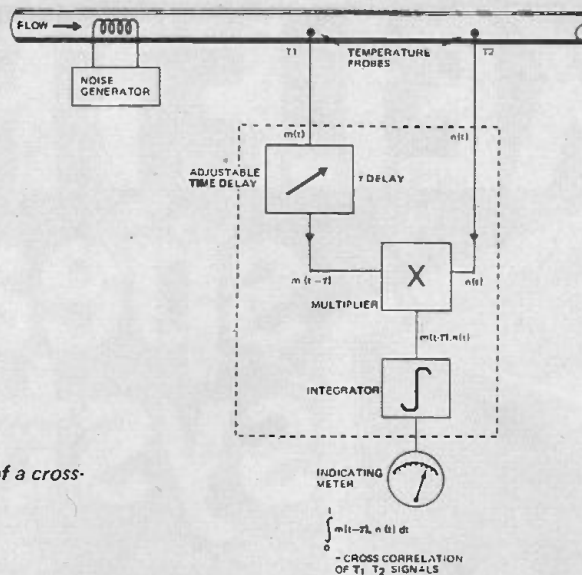 FLOW
NOISE
GENERATOR
T1
TEMPERATURE
PROBES
T2
m(t)
n(t)
ADJUSTABLE
TIME DELAY
τ DELAY
m (t - τ)
X
n(t)
MULTIPLIER
m(t-τ).n(t)
INTEGRATOR
of a cross-
INDICATING
METER
m(t-τ). n (t) dt
0
- CROSS CORRELATION
OF T1 T2 SIGNALS